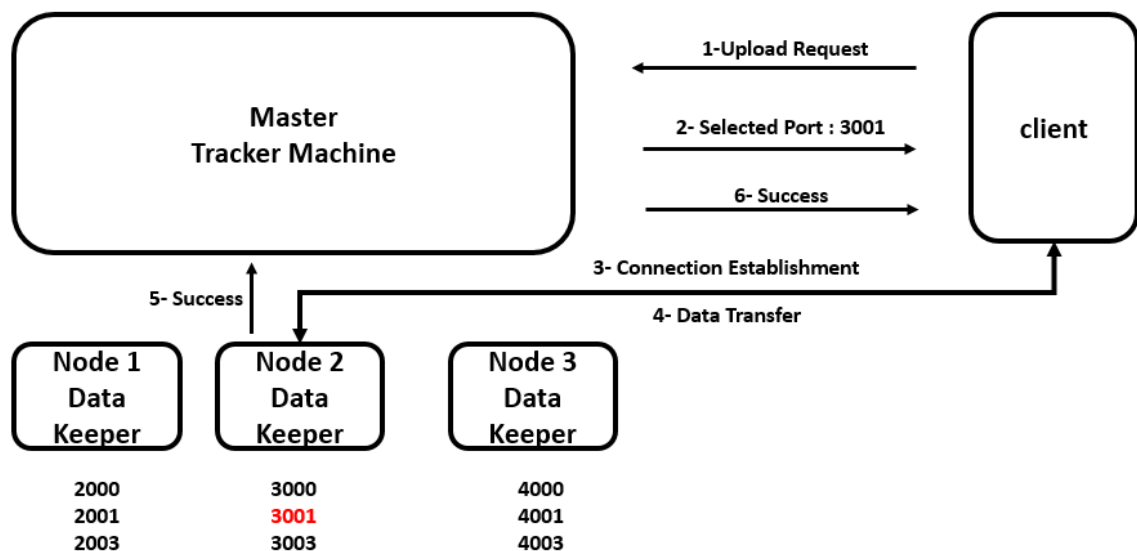 1-Upload Request
Master
Tracker Machine
2- Selected Port : 3001
client
6- Success
3- Connection Establishment
5- Success
4- Data Transfer
Node 1
Data
Keeper
Node 2
Data
Keeper
Node 3
Data
Keeper
2000
2001
2003
3000
3001
3003
4000
4001
4003